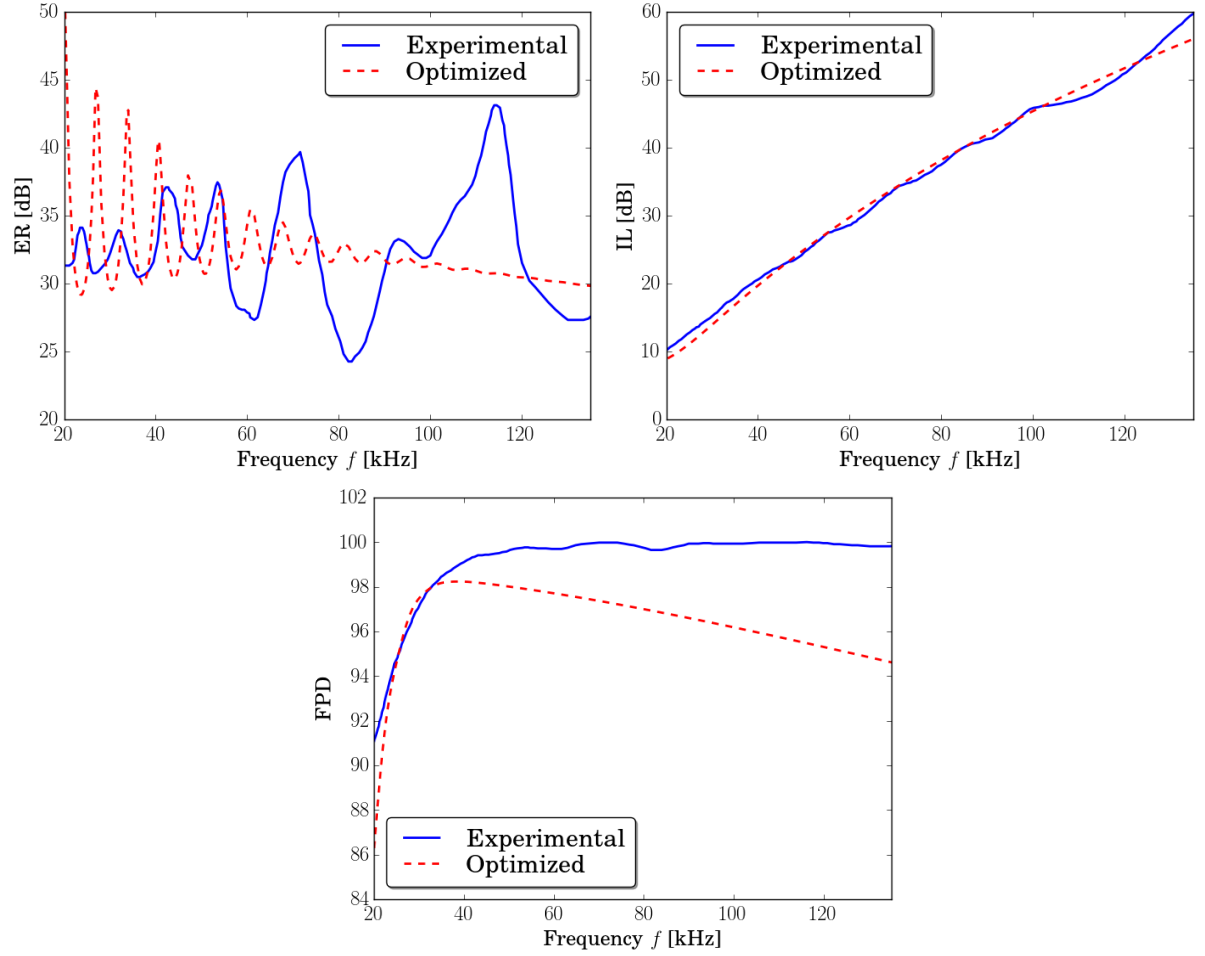 50
45
40
35
30
25
20
ER [dB]
20 40 60 80 100 120
Frequency f [kHz]
Experimental
Optimized
60
50
40
30
20
10
0
IL [dB]
20 40 60 80 100 120
Frequency f [kHz]
Experimental
Optimized
102
100
98
96
94
92
90
88
86
84
FPD
20 40 60 80 100 120
Frequency f [kHz]
Experimental
Optimized